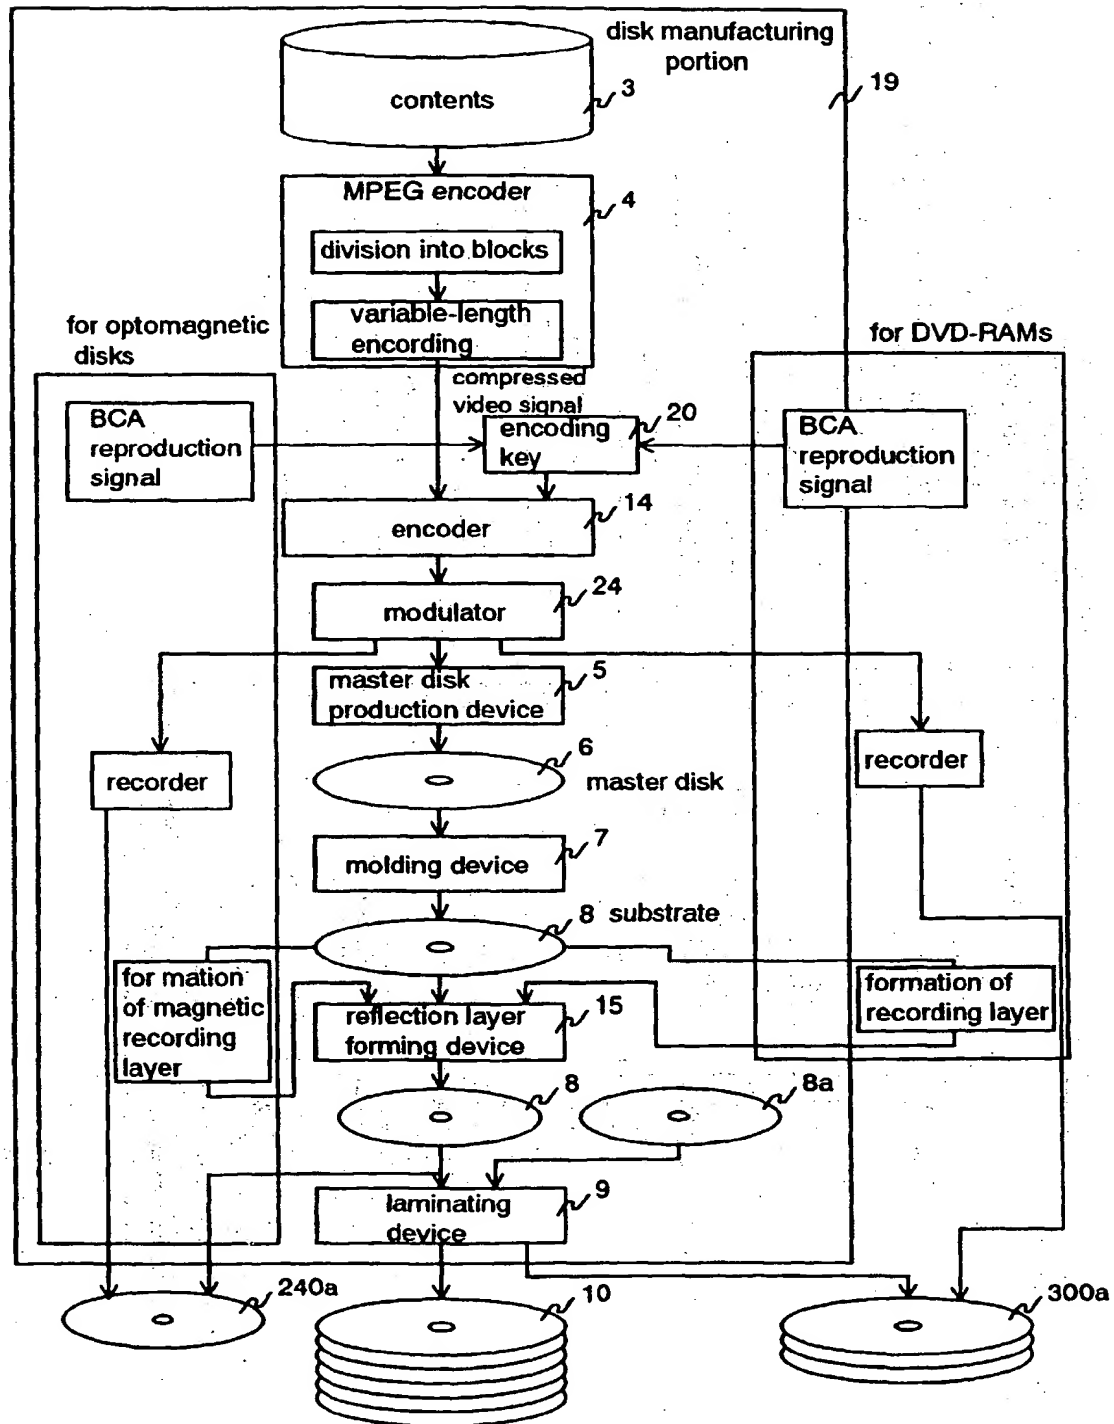 disk manufacturing
portion
19
contents
3
MPEG encoder
4
division into blocks
variable-length
encording
for optomagnetic
disks
for DVD-RAMs
compressed
video signal
BCA
reproduction
signal
encoding
key
20
BCA
reproduction
signal
encoder
14
modulator
24
master disk
production device
5
recorder
6
master disk
recorder
molding device
7
8 substrate
for mation
of magnetic
recording
layer
reflection layer
forming device
15
formation of
recording layer
8
8a
laminating
device
9
240a
10
300a